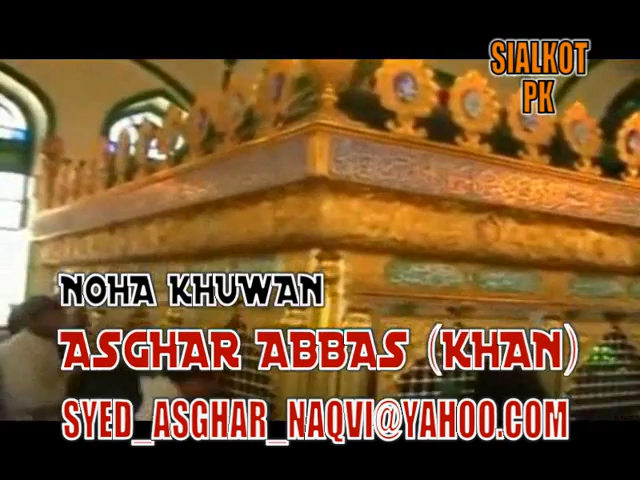 SIALKOT
PK
NOHA KHUWAN
ASGHAR ABBAS (KHAN)
SYED_ASGHAR_NAQVI@YAHOO.COM